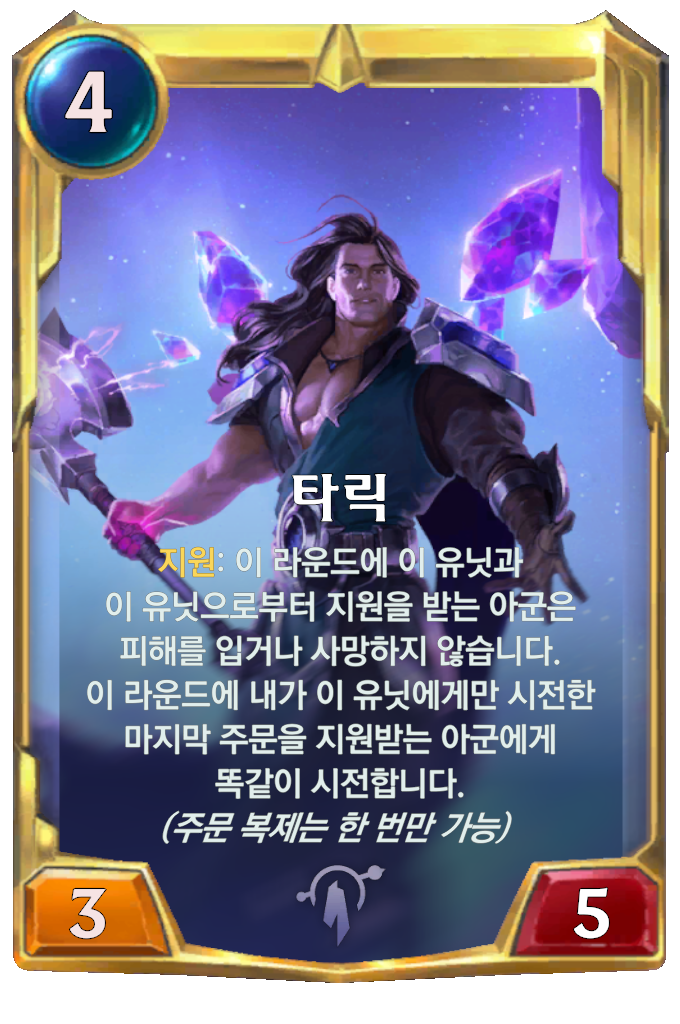 4
타릭
지원: 이 라운드에 이 유닛과
이 유닛으로부터 지원을 받는 아군은
피해를 입거나 사망하지 않습니다.
이 라운드에 내가 이 유닛에게만 시전한
마지막 주문을 지원받는 아군에게
똑같이 시전합니다.
(주문 복제는 한 번만 가능)
3
5